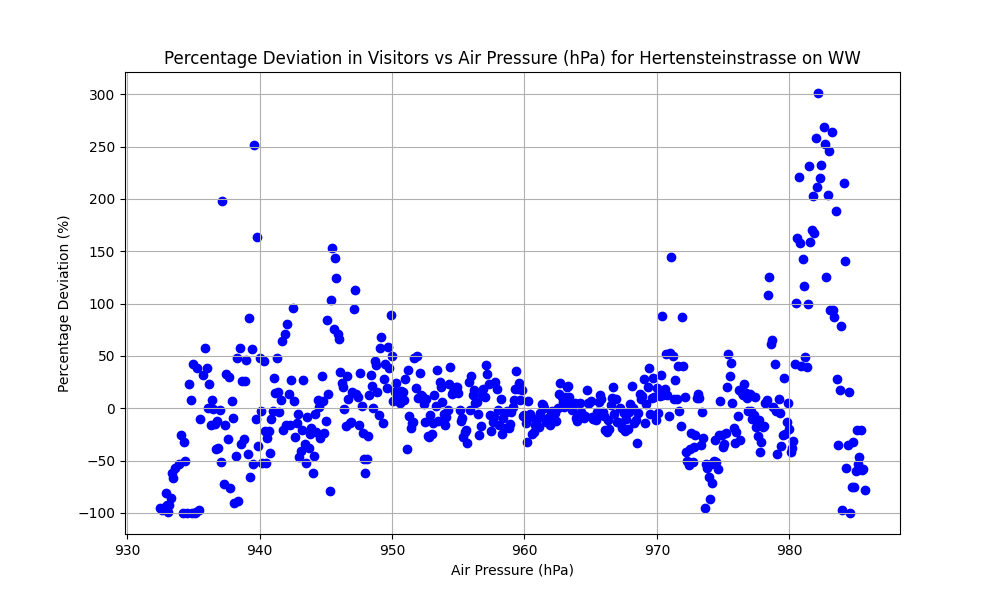 Percentage Deviation in Visitors vs Air Pressure (hPa) for Hertensteinstrasse on WW
300
250
200
150
100
50
0
−50
−100
Percentage Deviation (%)
930 940 950 960 970 980
Air Pressure (hPa)